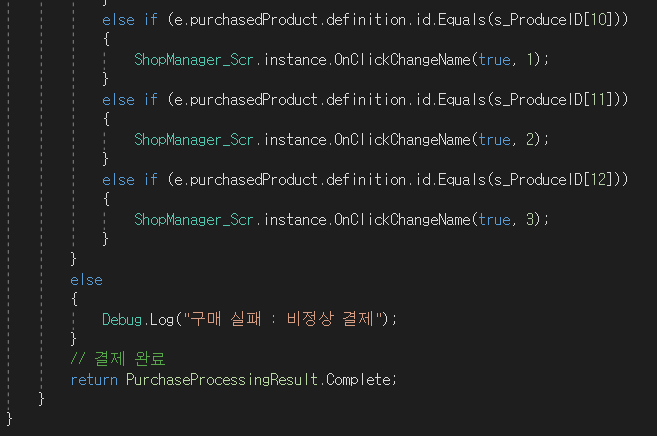 }
else if (e.purchasedProduct.definition.id.Equals(s_ProduceID[10]))
{
ShopManager_Scr.instance.OnClickChangeName(true, 1);
}
else if (e.purchasedProduct.definition.id.Equals(s_ProduceID[11]))
{
ShopManager_Scr.instance.OnClickChangeName(true, 2);
}
else if (e.purchasedProduct.definition.id.Equals(s_ProduceID[12]))
{
ShopManager_Scr.instance.OnClickChangeName(true, 3);
}
}
else
{
Debug.Log("구매 실패 : 비정상 결제");
}
// 결제 완료
return PurchaseProcessingResult.Complete;
}
}